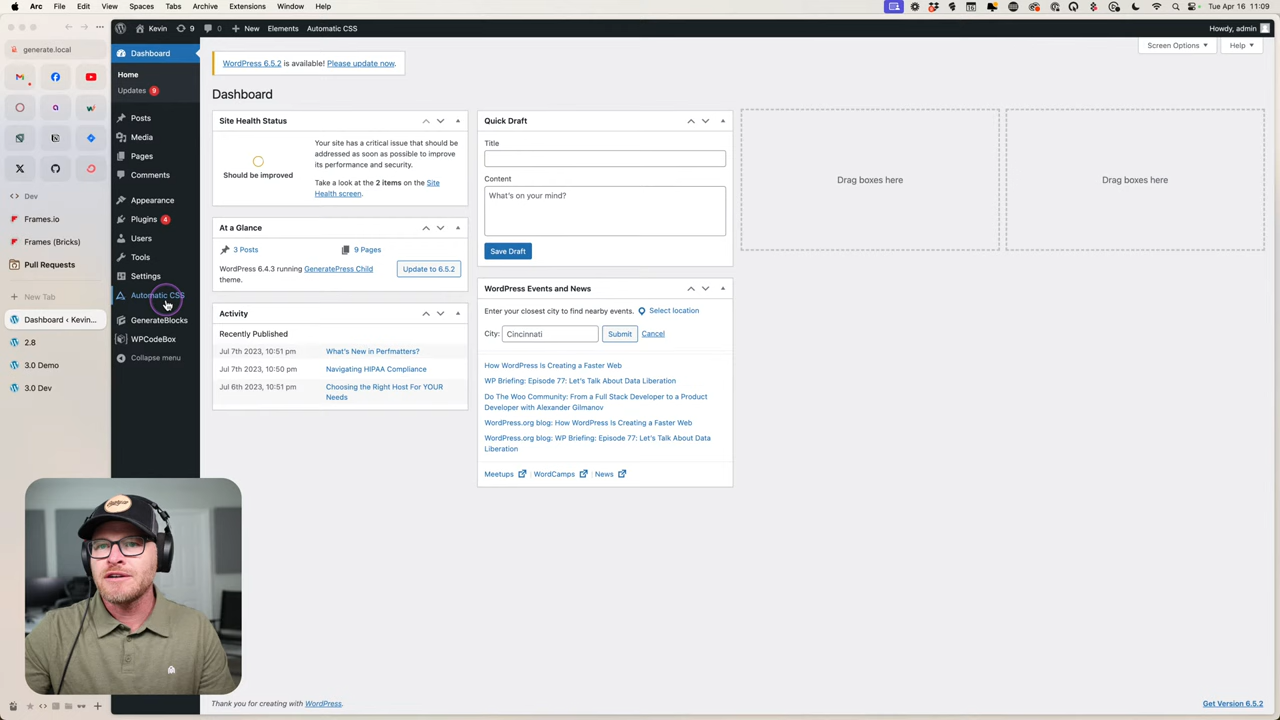 Arc File Edit View Spaces Tabs Archive Extensions Window Help
Tue Apr 16 11:09
generate.local
Dev
Frames.io
Frames (Bricks)
Pull Requests
New Tab
Dashboard ‹ Kevin...
2.8
3.0 Demo
3.0 Dev
Kevin 9 0 New Elements Automatic CSS
Howdy, admin
Dashboard
Home
Updates 9
Posts
Media
Pages
Comments
Appearance
Plugins 4
Users
Tools
Settings
Automatic CSS
GenerateBlocks
WPCodeBox
Collapse menu
Screen Options Help
WordPress 6.5.2 is available! Please update now.
Dashboard
Site Health Status
Should be improved
Your site has a critical issue that should be
addressed as soon as possible to improve
its performance and security.
Take a look at the 2 items on the Site
Health screen.
At a Glance
3 Posts 9 Pages
WordPress 6.4.3 running GeneratePress Child
theme.
Update to 6.5.2
Activity
Recently Published
Jul 7th 2023, 10:51 pm What's New in Perfmatters?
Jul 7th 2023, 10:50 pm Navigating HIPAA Compliance
Jul 6th 2023, 10:51 pm Choosing the Right Host For YOUR
Needs
Quick Draft
Title
Content
What's on your mind?
Save Draft
WordPress Events and News
Enter your closest city to find nearby events. Select location
City: Cincinnati Submit Cancel
How WordPress Is Creating a Faster Web
WP Briefing: Episode 77: Let's Talk About Data Liberation
Do The Woo Community: From a Full Stack Developer to a Product
Developer with Alexander Gilmanov
WordPress.org blog: How WordPress Is Creating a Faster Web
WordPress.org blog: WP Briefing: Episode 77: Let's Talk About Data
Liberation
Meetups | WordCamps | News
Drag boxes here
Drag boxes here
Thank you for creating with WordPress.
Get Version 6.5.2